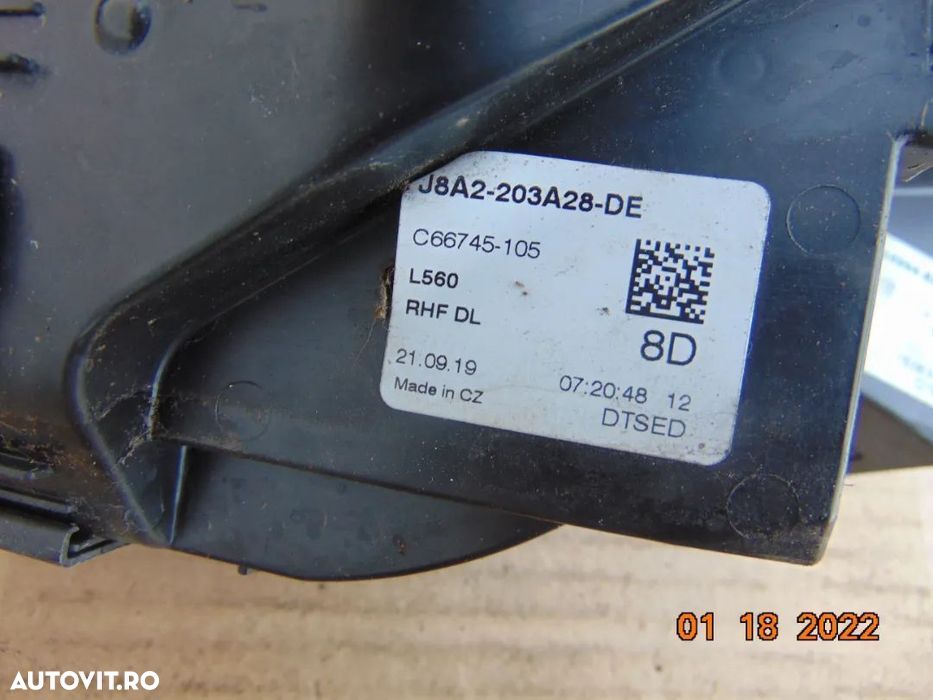 J8A2-203A28-DE
C66745-105
L560
RHF DL
8D
21.09.19
07:20:48 12
Made in CZ
DTSED
01 18 2022
AUTOVIT.RO